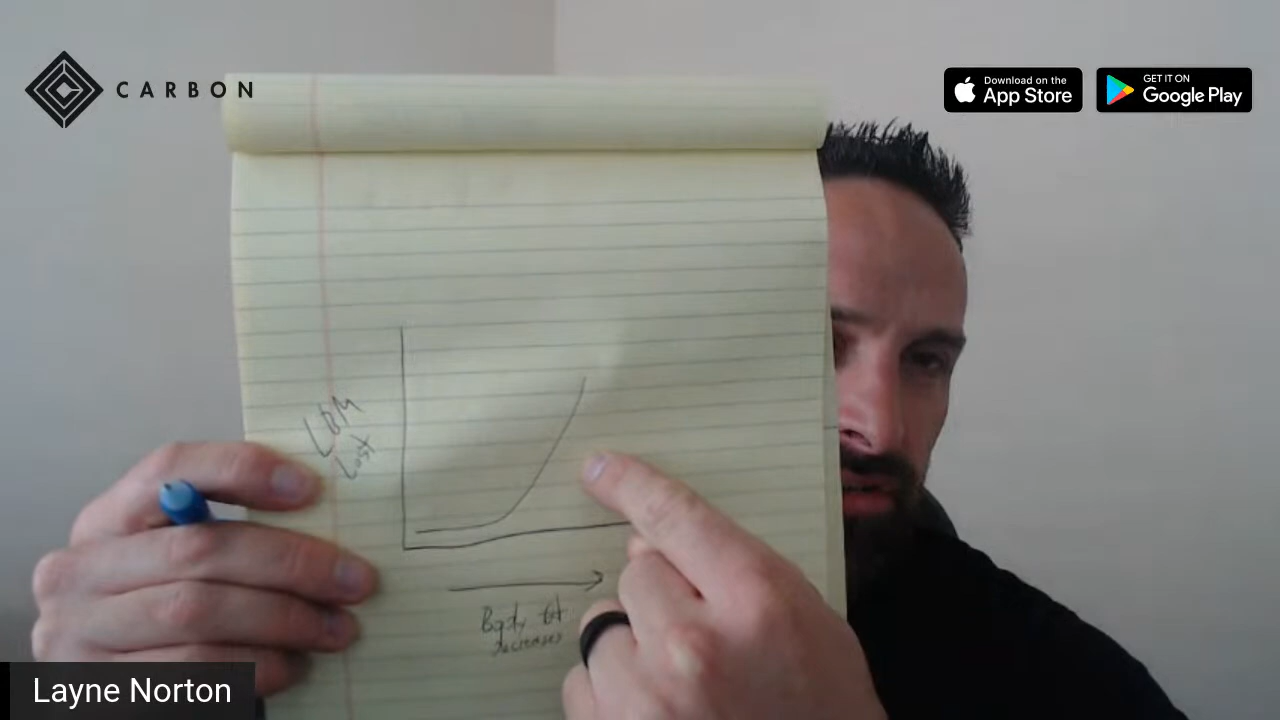 CARBON
Download on the
App Store
GET IT ON
Google Play
LBM
Lost
Body fat
decreases
Layne Norton